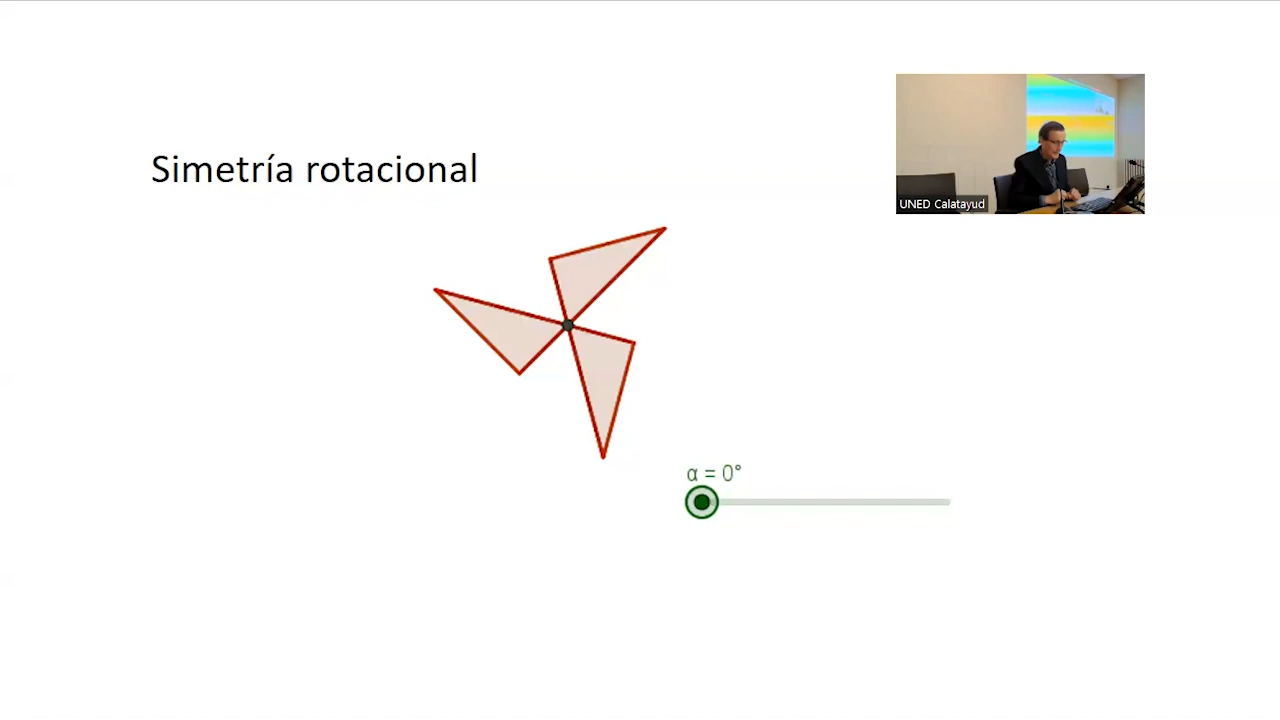 Simetría rotacional
UNED Calatayud
α = 0°